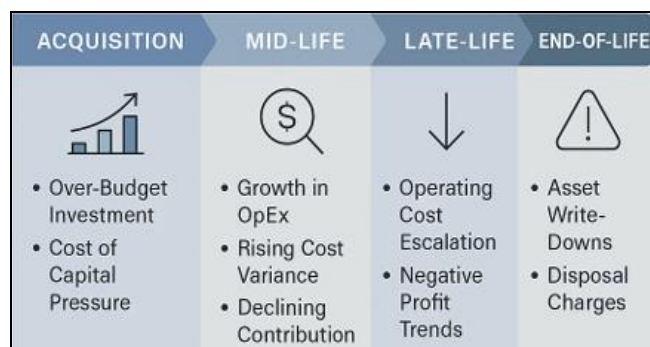 ACQUISITION
MID-LIFE
LATE-LIFE
END-OF-LIFE
• Over-Budget
Investment
• Cost of
Capital
Pressure
$
• Growth in
OpEx
• Rising Cost
Variance
• Declining
Contribution
• Operating
Cost
Escalation
• Negative
Profit
Trends
!
• Asset
Write-
Downs
• Disposal
Charges